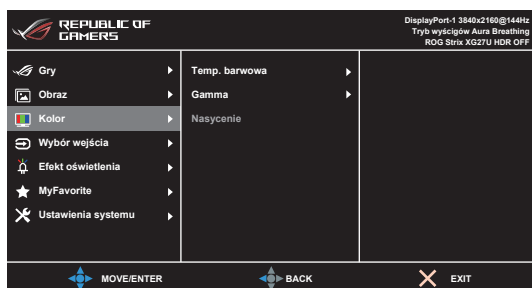 REPUBLIC OF
GAMERS
DisplayPort-1 3840x2160@144Hz
Tryb wyścigów Aura Breathing
ROG Strix XG27U HDR OFF
Gry
Obraz
Kolor
Wybór wejścia
Efekt oświetlenia
MyFavorite
Ustawienia systemu
Temp. barwowa
Gamma
Nasycenie
MOVE/ENTER
BACK
EXIT